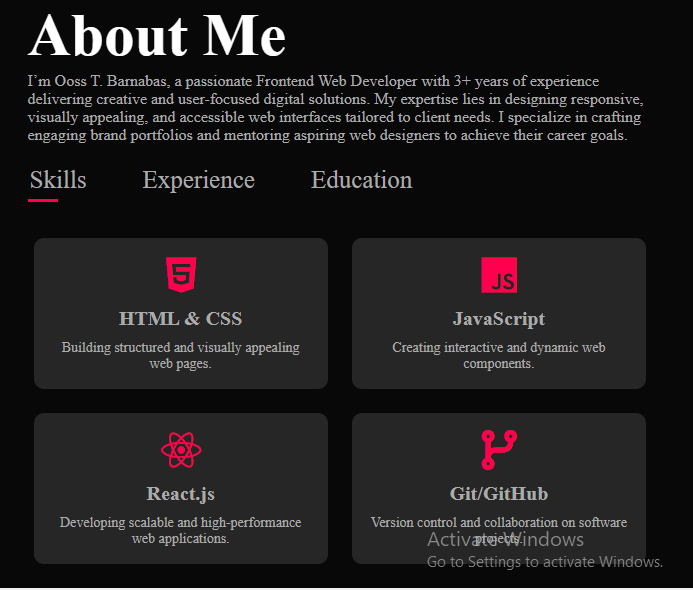 About Me
I’m Ooss T. Barnabas, a passionate Frontend Web Developer with 3+ years of experience
delivering creative and user-focused digital solutions. My expertise lies in designing responsive,
visually appealing, and accessible web interfaces tailored to client needs. I specialize in crafting
engaging brand portfolios and mentoring aspiring web designers to achieve their career goals.
Skills Experience Education
5
HTML & CSS
Building structured and visually appealing
web pages.
JS
JavaScript
Creating interactive and dynamic web
components.
React.js
Developing scalable and high-performance
web applications.
Git/GitHub
Version control and collaboration on software
projects.
Activate Windows
Go to Settings to activate Windows.